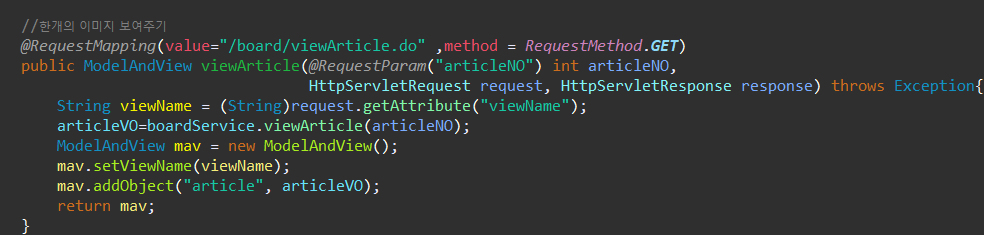 //한개의 이미지 보여주기
@RequestMapping(value="/board/viewArticle.do" ,method = RequestMethod.GET)
public ModelAndView viewArticle(@RequestParam("articleNO") int articleNO,
HttpServletRequest request, HttpServletResponse response) throws Exception{
String viewName = (String)request.getAttribute("viewName");
articleVO=boardService.viewArticle(articleNO);
ModelAndView mav = new ModelAndView();
mav.setViewName(viewName);
mav.addObject("article", articleVO);
return mav;
}